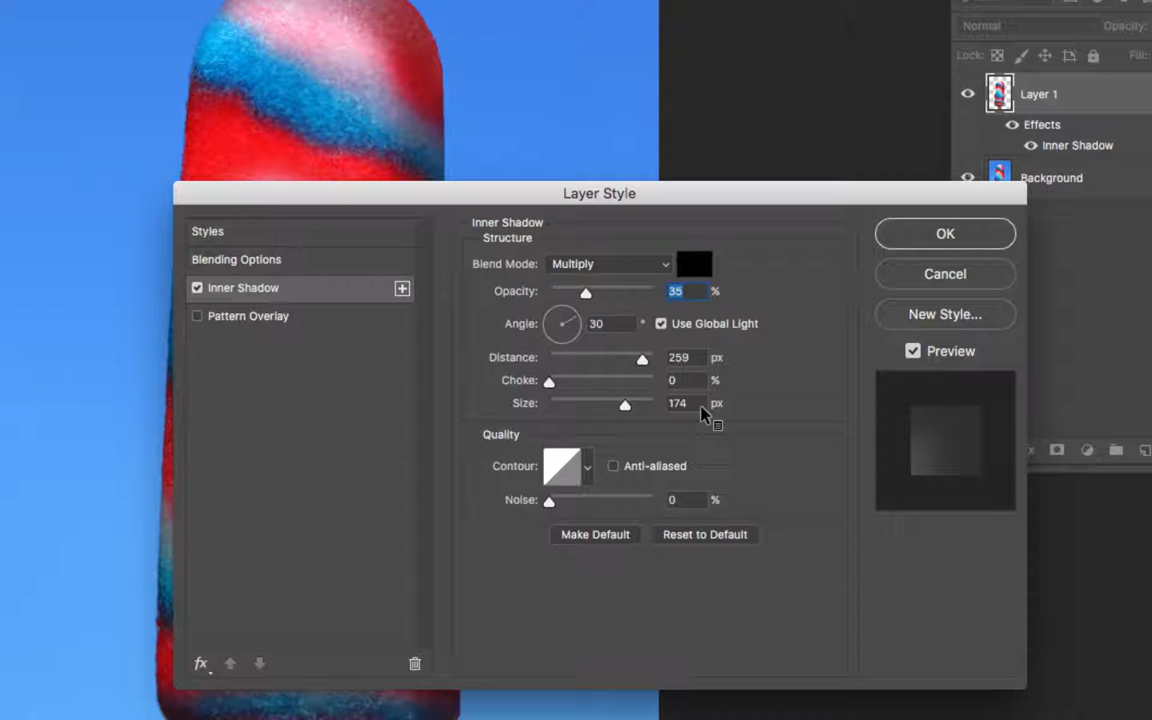 Normal Opacity:
Lock: Fill:
Layer 1
Effects
Inner Shadow
Background
Layer Style
Styles
Blending Options
Inner Shadow
Pattern Overlay
fx
Inner Shadow
Structure
Blend Mode: Multiply
Opacity: 35 %
Angle: 30 ° Use Global Light
Distance: 259 px
Choke: 0 %
Size: 174 px
Quality
Contour: Anti-aliased
Noise: 0 %
Make Default Reset to Default
OK
Cancel
New Style...
Preview